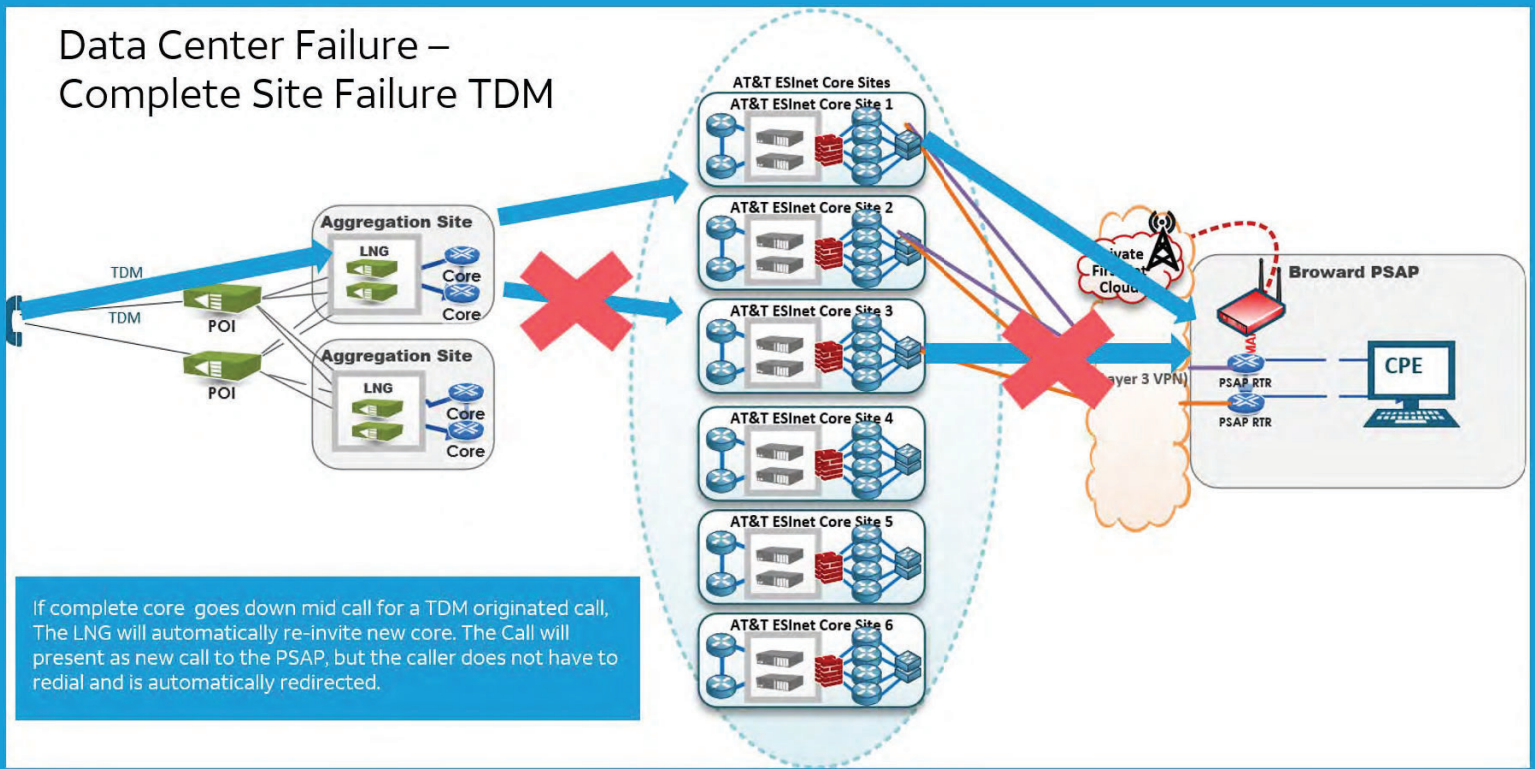 Data Center Failure –
Complete Site Failure TDM
AT&T ESInet Core Sites
AT&T ESInet Core Site 1
AT&T ESInet Core Site 2
AT&T ESInet Core Site 3
AT&T ESInet Core Site 4
AT&T ESInet Core Site 5
AT&T ESInet Core Site 6
TDM
TDM
POI
POI
Aggregation Site
LNG
Core
Core
Aggregation Site
LNG
Core
Core
Cloud
ayer 3 VPN)
Broward PSAP
PSAP RTR
PSAP RTR
CPE
If complete core goes down mid call for a TDM originated call,
The LNG will automatically re-invite new core. The Call will
present as new call to the PSAP, but the caller does not have to
redial and is automatically redirected.